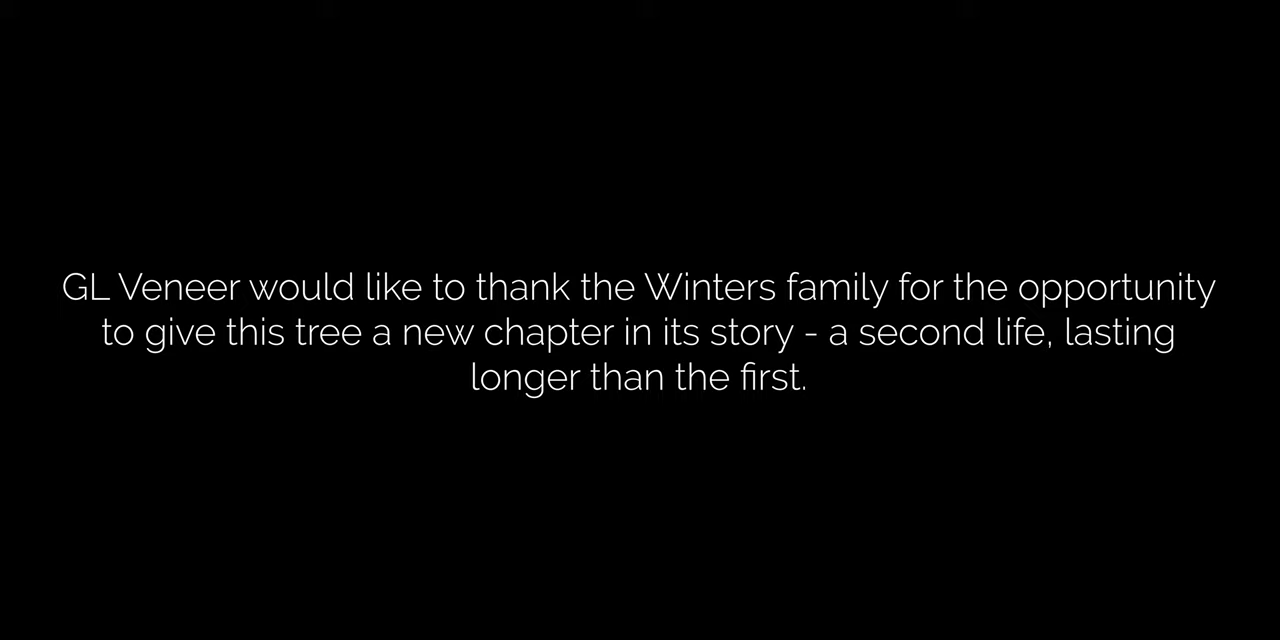 GL Veneer would like to thank the Winters family for the opportunity
to give this tree a new chapter in its story - a second life, lasting
longer than the first.